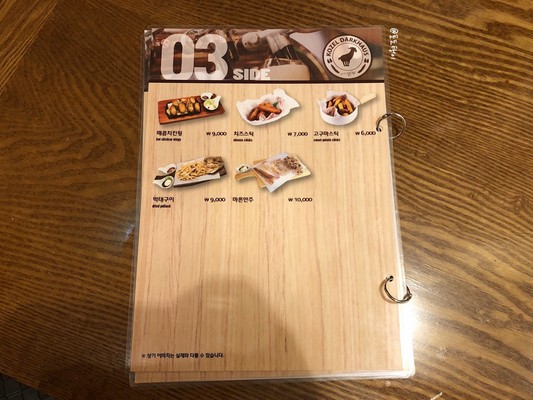 03 SIDE
KOZEL DARKHAUS
매콤치킨윙 ₩ 9,000
hot chicken wings
치즈스틱 ₩ 7,000
cheese sticks
고구마스틱 ₩ 6,000
sweet potato sticks
먹태구이 ₩ 9,000
dried pollack
마른안주 ₩ 10,000
※ 상기 이미지는 실제와 다를 수 있습니다.